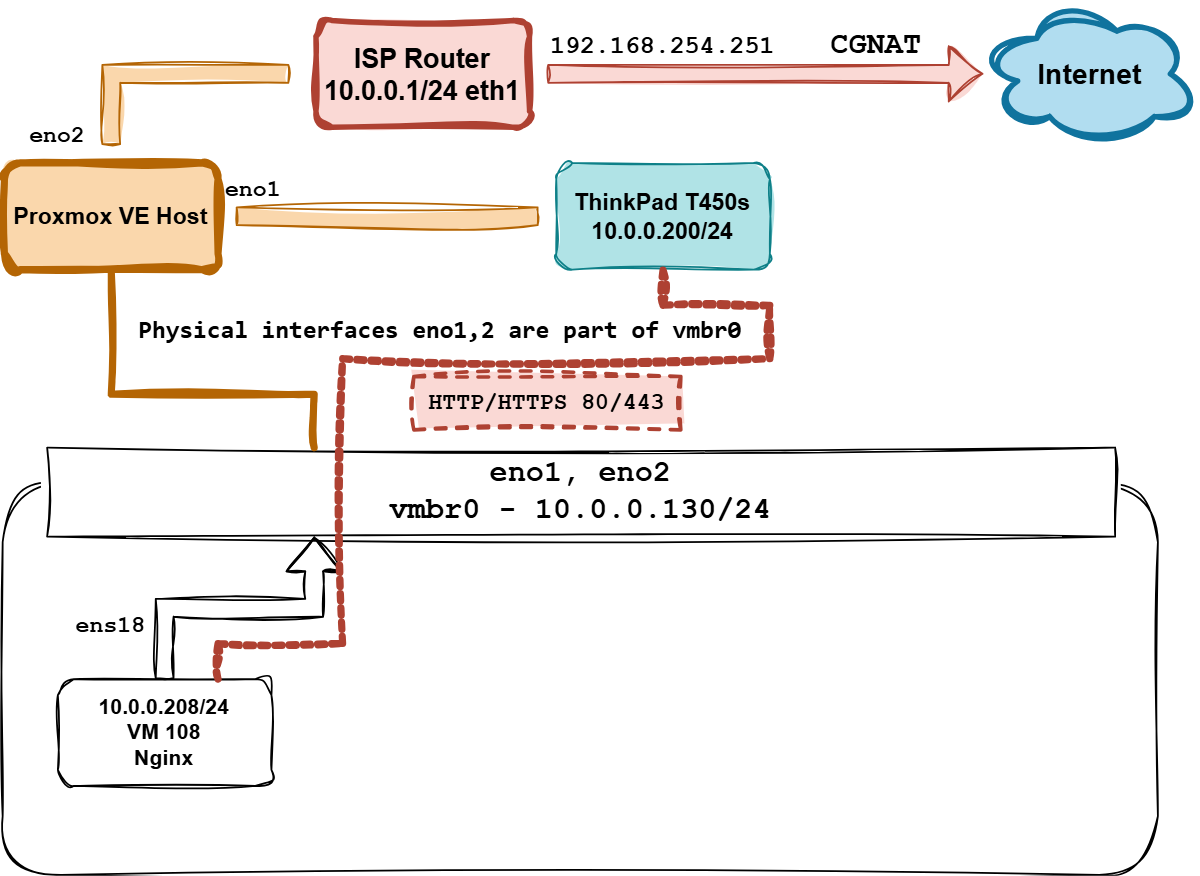 ISP Router
10.0.0.1/24 eth1
192.168.254.251
CGNAT
Internet
eno2
Proxmox VE Host
eno1
ThinkPad T450s
10.0.0.200/24
Physical interfaces eno1,2 are part of vmbr0
HTTP/HTTPS 80/443
eno1, eno2
vmbr0 - 10.0.0.130/24
ens18
10.0.0.208/24
VM 108
Nginx